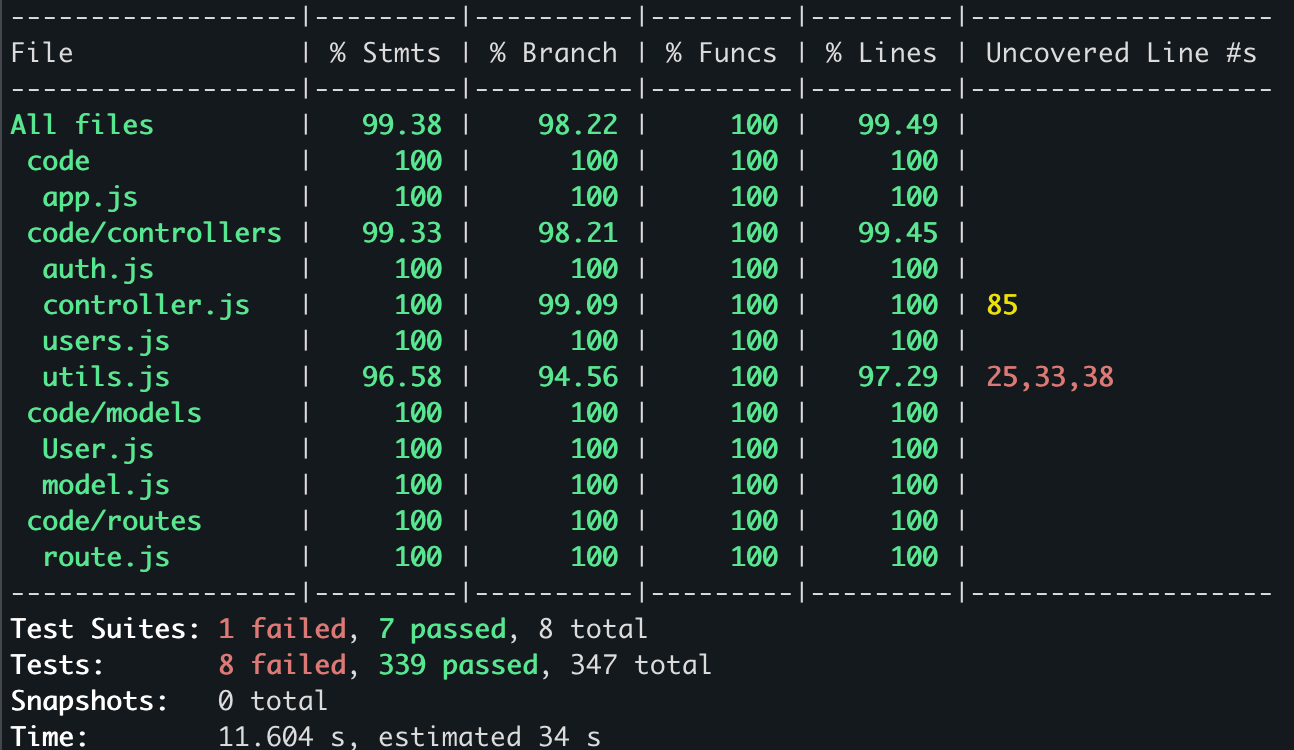 ------------------|---------|----------|---------|---------|-------------------
File              | % Stmts | % Branch | % Funcs | % Lines | Uncovered Line #s
------------------|---------|----------|---------|---------|-------------------
All files         |   99.38 |    98.22 |     100 |   99.49 |
 code             |     100 |      100 |     100 |     100 |
  app.js          |     100 |      100 |     100 |     100 |
 code/controllers |   99.33 |    98.21 |     100 |   99.45 |
  auth.js         |     100 |      100 |     100 |     100 |
  controller.js   |     100 |    99.09 |     100 |     100 | 85
  users.js        |     100 |      100 |     100 |     100 |
  utils.js        |   96.58 |    94.56 |     100 |   97.29 | 25,33,38
 code/models      |     100 |      100 |     100 |     100 |
  User.js         |     100 |      100 |     100 |     100 |
  model.js        |     100 |      100 |     100 |     100 |
 code/routes      |     100 |      100 |     100 |     100 |
  route.js        |     100 |      100 |     100 |     100 |
------------------|---------|----------|---------|---------|-------------------
Test Suites: 1 failed, 7 passed, 8 total
Tests:       8 failed, 339 passed, 347 total
Snapshots:   0 total
Time:        11.604 s, estimated 34 s